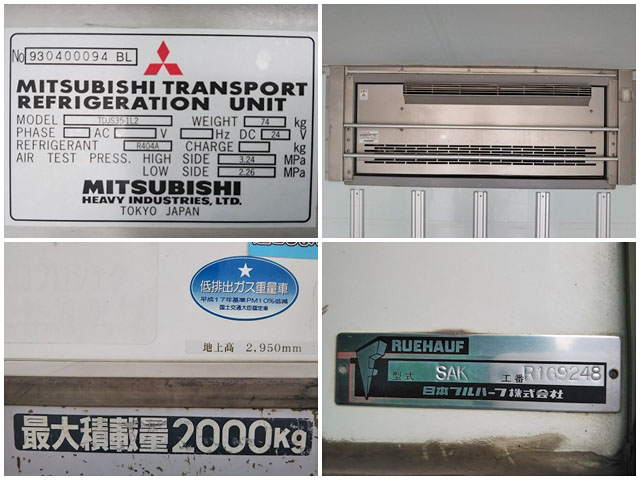 No 930400094 BL
MITSUBISHI TRANSPORT
REFRIGERATION UNIT
MODEL TDJS35-1L2 WEIGHT 74 kg
PHASE AC V Hz DC 24 V
REFRIGERANT R404A CHARGE kg
AIR TEST PRESS. HIGH SIDE 3.24 MPa
LOW SIDE 2.26 MPa
MITSUBISHI
HEAVY INDUSTRIES, LTD.
TOKYO JAPAN
低排出ガス重量車
平成17年基準PM10%低減
国土交通大臣認定車
地上高 2,950mm
最大積載量2000Kg
RUEHAUF
型式 SAK 工番 R1G9248
日本フルハーフ株式会社